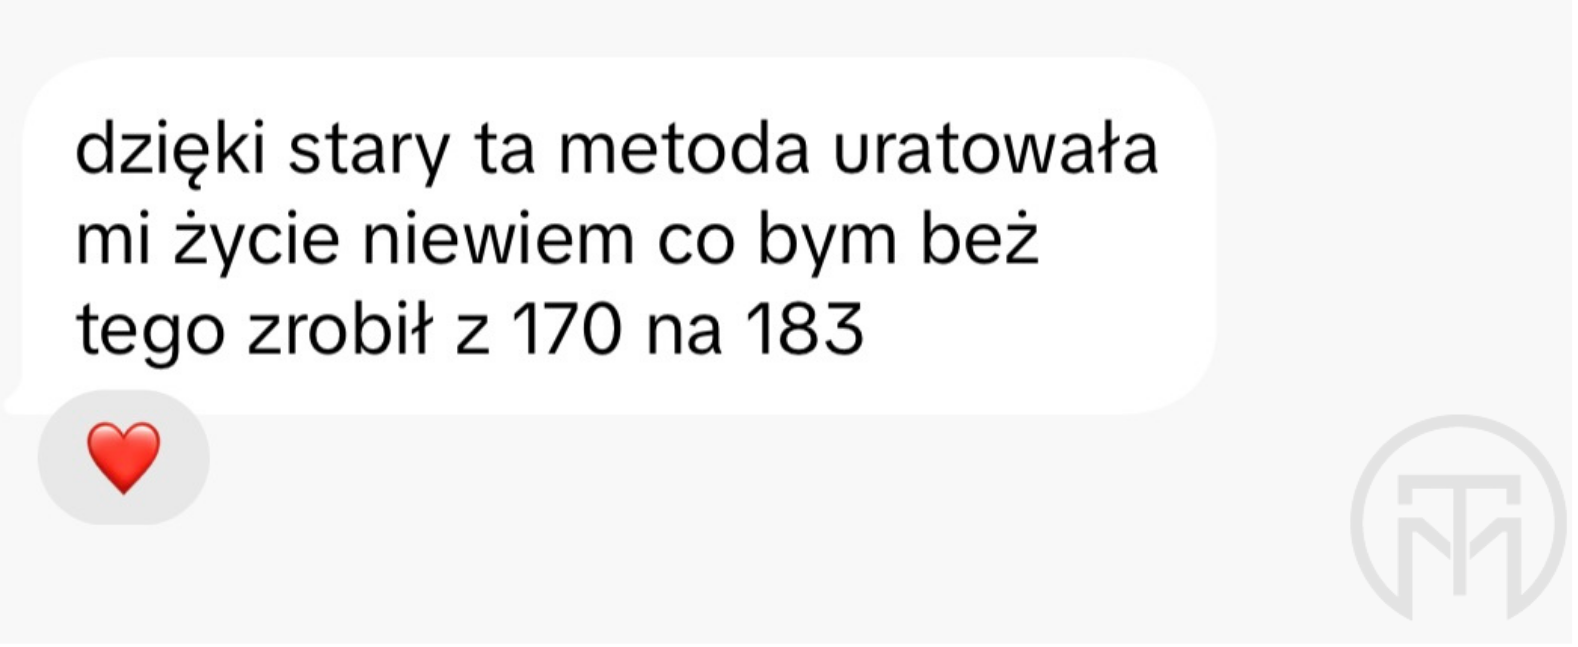 dzięki stary ta metoda uratowała
mi życie niewiem co bym beż
tego zrobił z 170 na 183